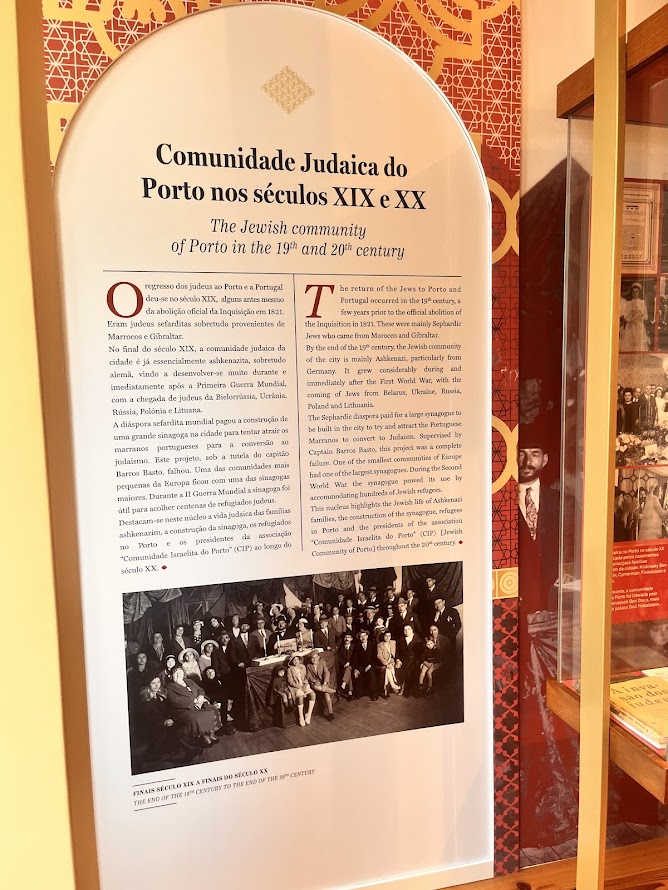 Comunidade Judaica do
Porto nos séculos XIX e XX
The Jewish community
of Porto in the 19th and 20th century
O regresso dos judeus ao Porto e a Portugal
deu-se no século XIX, alguns antes mesmo
da abolição oficial da Inquisição em 1821.
Eram judeus sefarditas sobretudo provenientes de
Marrocos e Gibraltar.
No final do século XIX, a comunidade judaica da
cidade é já essencialmente ashkenazita, sobretudo
alemã, vindo a desenvolver-se muito durante e
imediatamente após a Primeira Guerra Mundial,
com a chegada de judeus da Bielorrússia, Ucrânia,
Rússia, Polónia e Lituana.
A diáspora sefardita mundial pagou a construção de
uma grande sinagoga na cidade para tentar atrair os
marranos portugueses para a conversão ao
judaísmo. Este projeto, sob a tutela do capitão
Barros Basto, falhou. Uma das comunidades mais
pequenas da Europa ficou com uma das sinagogas
maiores. Durante a II Guerra Mundial a sinagoga foi
útil para acolher centenas de refugiados judeus.
Destacam-se neste núcleo a vida judaica das famílias
ashkenazim, a construção da sinagoga, os refugiados
no Porto e os presidentes da associação
"Comunidade Israelita do Porto" (CIP) ao longo do
século XX.
The return of the Jews to Porto and
Portugal occurred in the 19th century, a
few years prior to the official abolition of
the Inquisition in 1821. These were mainly Sephardic
Jews who came from Morocco and Gibraltar.
By the end of the 19th century, the Jewish community
of the city is mainly Ashkenazi, particularly from
Germany. It grew considerably during and
immediately after the First World War, with the
coming of Jews from Belarus, Ukraine, Russia,
Poland and Lithuania.
The Sephardic diaspora paid for a large synagogue to
be built in the city to try and attract the Portuguese
Marranos to convert to Judaism. Supervised by
Captain Barros Basto, this project was a complete
failure. One of the smallest communities of Europe
had one of the largest synagogues. During the Second
World War the synagogue proved its use by
accommodating hundreds of Jewish refugees.
This nucleus highlights the Jewish life of Ashkenazi
families, the construction of the synagogue, refugees
in Porto and the presidents of the association
"Comunidade Israelita do Porto" (CIP) [Jewish
Community of Porto] throughout the 20th century.
FINAIS SÉCULO XIX A FINAIS DO SÉCULO XX
THE END OF THE 19TH CENTURY TO THE END OF THE 20TH CENTURY